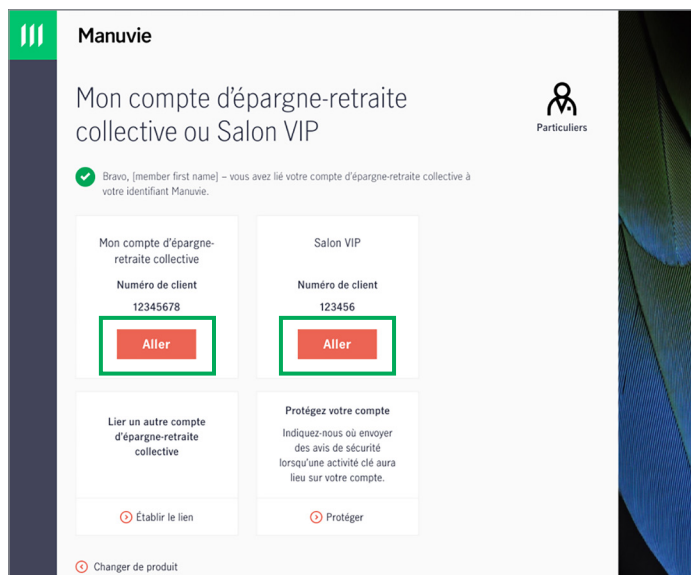 Manuvie
Mon compte d'épargne-retraite
collective ou Salon VIP
Particuliers
Bravo, [member first name] – vous avez lié votre compte d'épargne-retraite collective à
votre identifiant Manuvie.
Mon compte d'épargne-
retraite collective
Numéro de client
12345678
Aller
Salon VIP
Numéro de client
123456
Aller
Lier un autre compte
d'épargne-retraite
collective
Établir le lien
Protégez votre compte
Indiquez-nous où envoyer
des avis de sécurité
lorsqu'une activité clé aura
lieu sur votre compte.
Protéger
Changer de produit